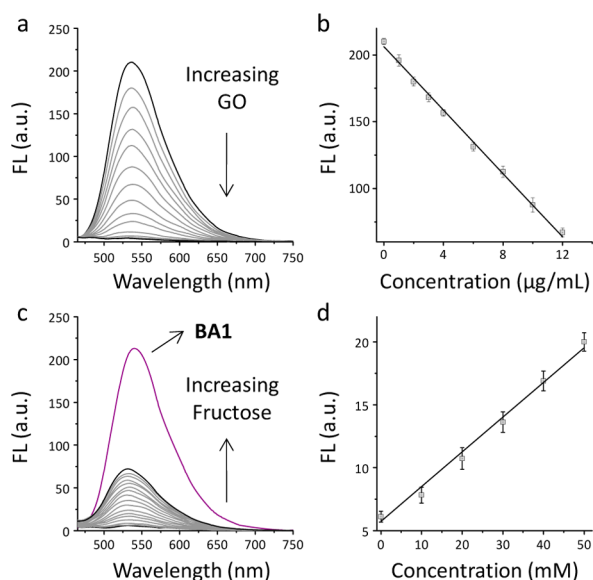 a
FL (a.u.)
250
200
150
100
50
0
Increasing
GO
500 550 600 650 700 750
Wavelength (nm)
b
FL (a.u.)
200
150
100
0 4 8 12
Concentration (µg/mL)
c
FL (a.u.)
250
200
150
100
50
0
BA1
Increasing
Fructose
500 550 600 650 700 750
Wavelength (nm)
d
FL (a.u.)
20
15
10
5
0 10 20 30 40 50
Concentration (mM)